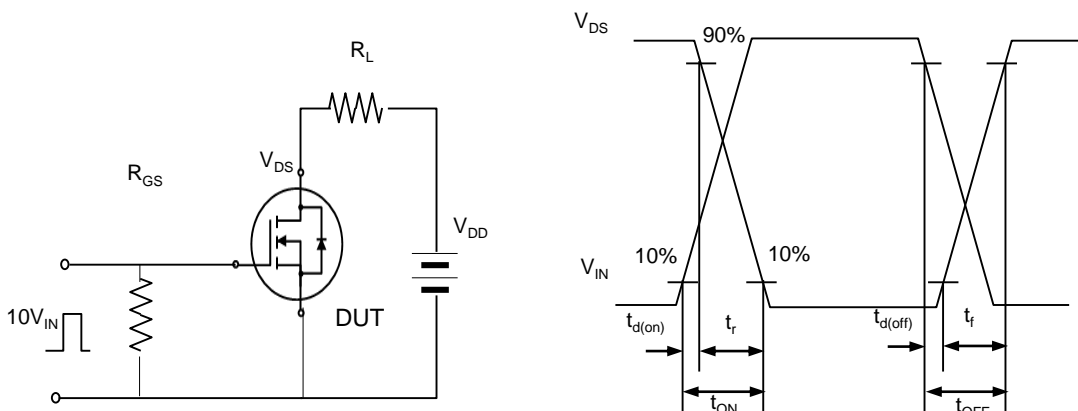 R_L
V_DS
R_GS
V_DD
10V_IN
DUT
V_DS
90%
10%
10%
V_IN
t_d(on)
t_r
t_d(off)
t_f
t_ON
t_OFF